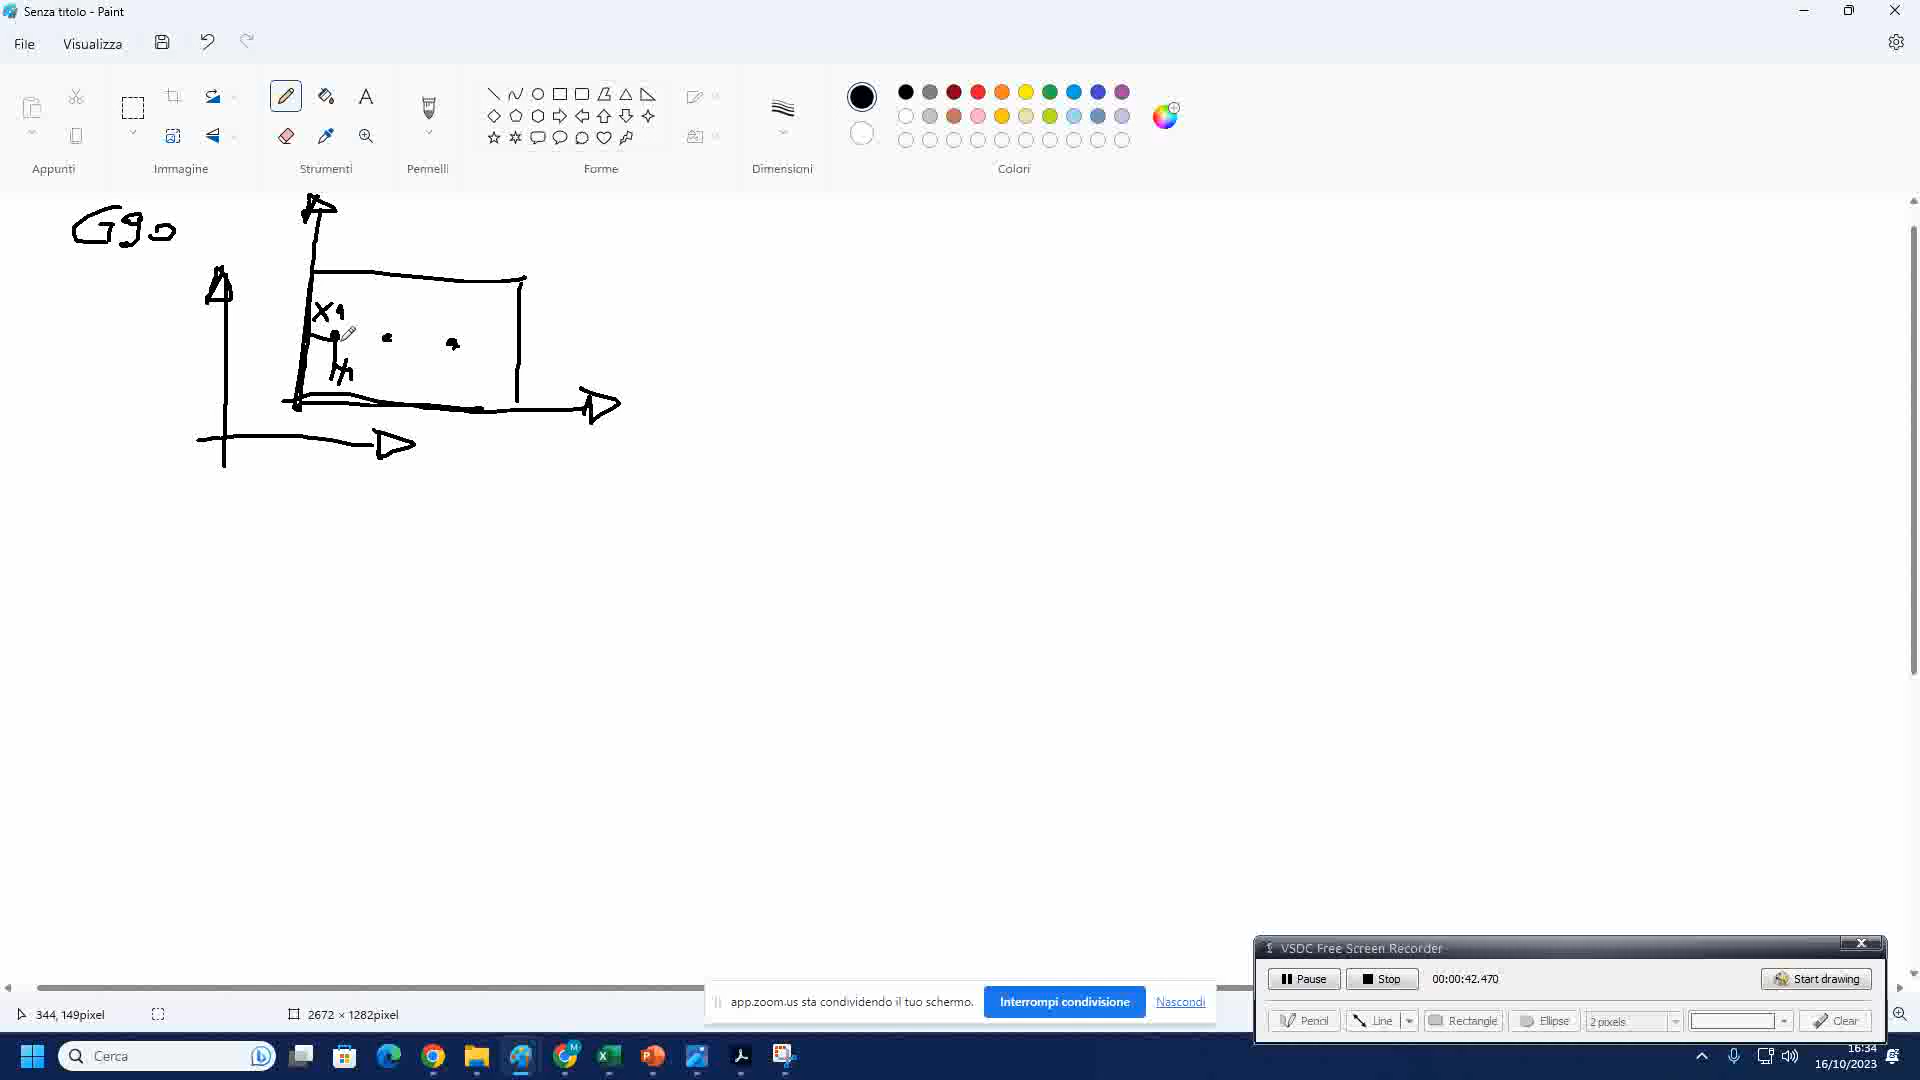 Senza titolo - Paint
File
Visualizza
Appunti
Immagine
Strumenti
Pennelli
Forme
Dimensioni
Colori
G90
X1
VSDC Free Screen Recorder
Pause
Stop
00:00:42.470
Start drawing
app.zoom.us sta condividendo il tuo schermo.
Interrompi condivisione
Nascondi
344, 149pixel
2672 × 1282pixel
Pencil
Line
Rectangle
Ellipse
2 pixels
Clear
Cerca
16:34
16/10/2023